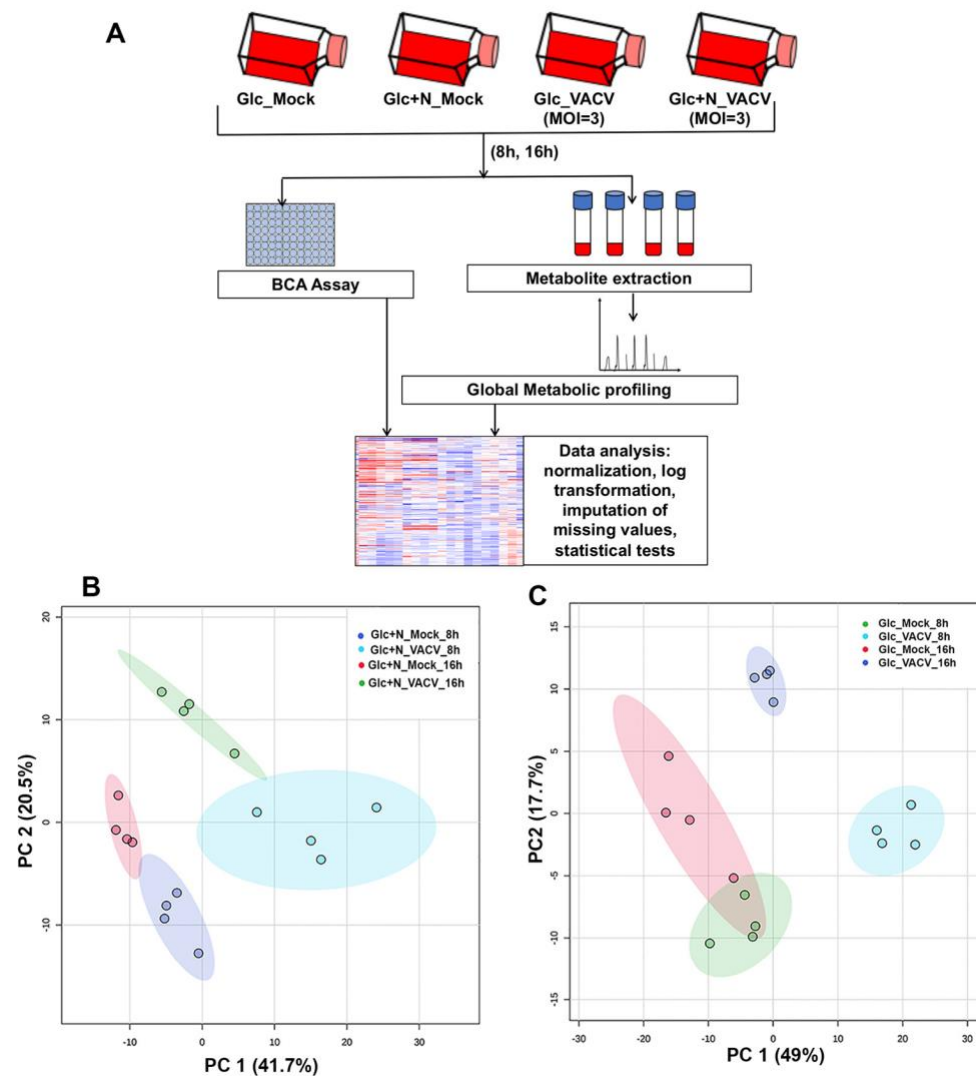 A
Glc_Mock
Glc+N_Mock
Glc_VACV
(MOI=3)
Glc+N_VACV
(MOI=3)
(8h, 16h)
BCA Assay
Metabolite extraction
Global Metabolic profiling
Data analysis:
normalization, log
transformation,
imputation of
missing values,
statistical tests
B
Glc+N_Mock_8h
Glc+N_VACV_8h
Glc+N_Mock_16h
Glc+N_VACV_16h
20
10
0
-10
-10
0
10
20
30
PC 2 (20.5%)
PC 1 (41.7%)
C
Glc_Mock_8h
Glc_VACV_8h
Glc_Mock_16h
Glc_VACV_16h
15
10
5
0
-5
-10
-15
-30
-20
-10
0
10
20
30
PC2 (17.7%)
PC 1 (49%)